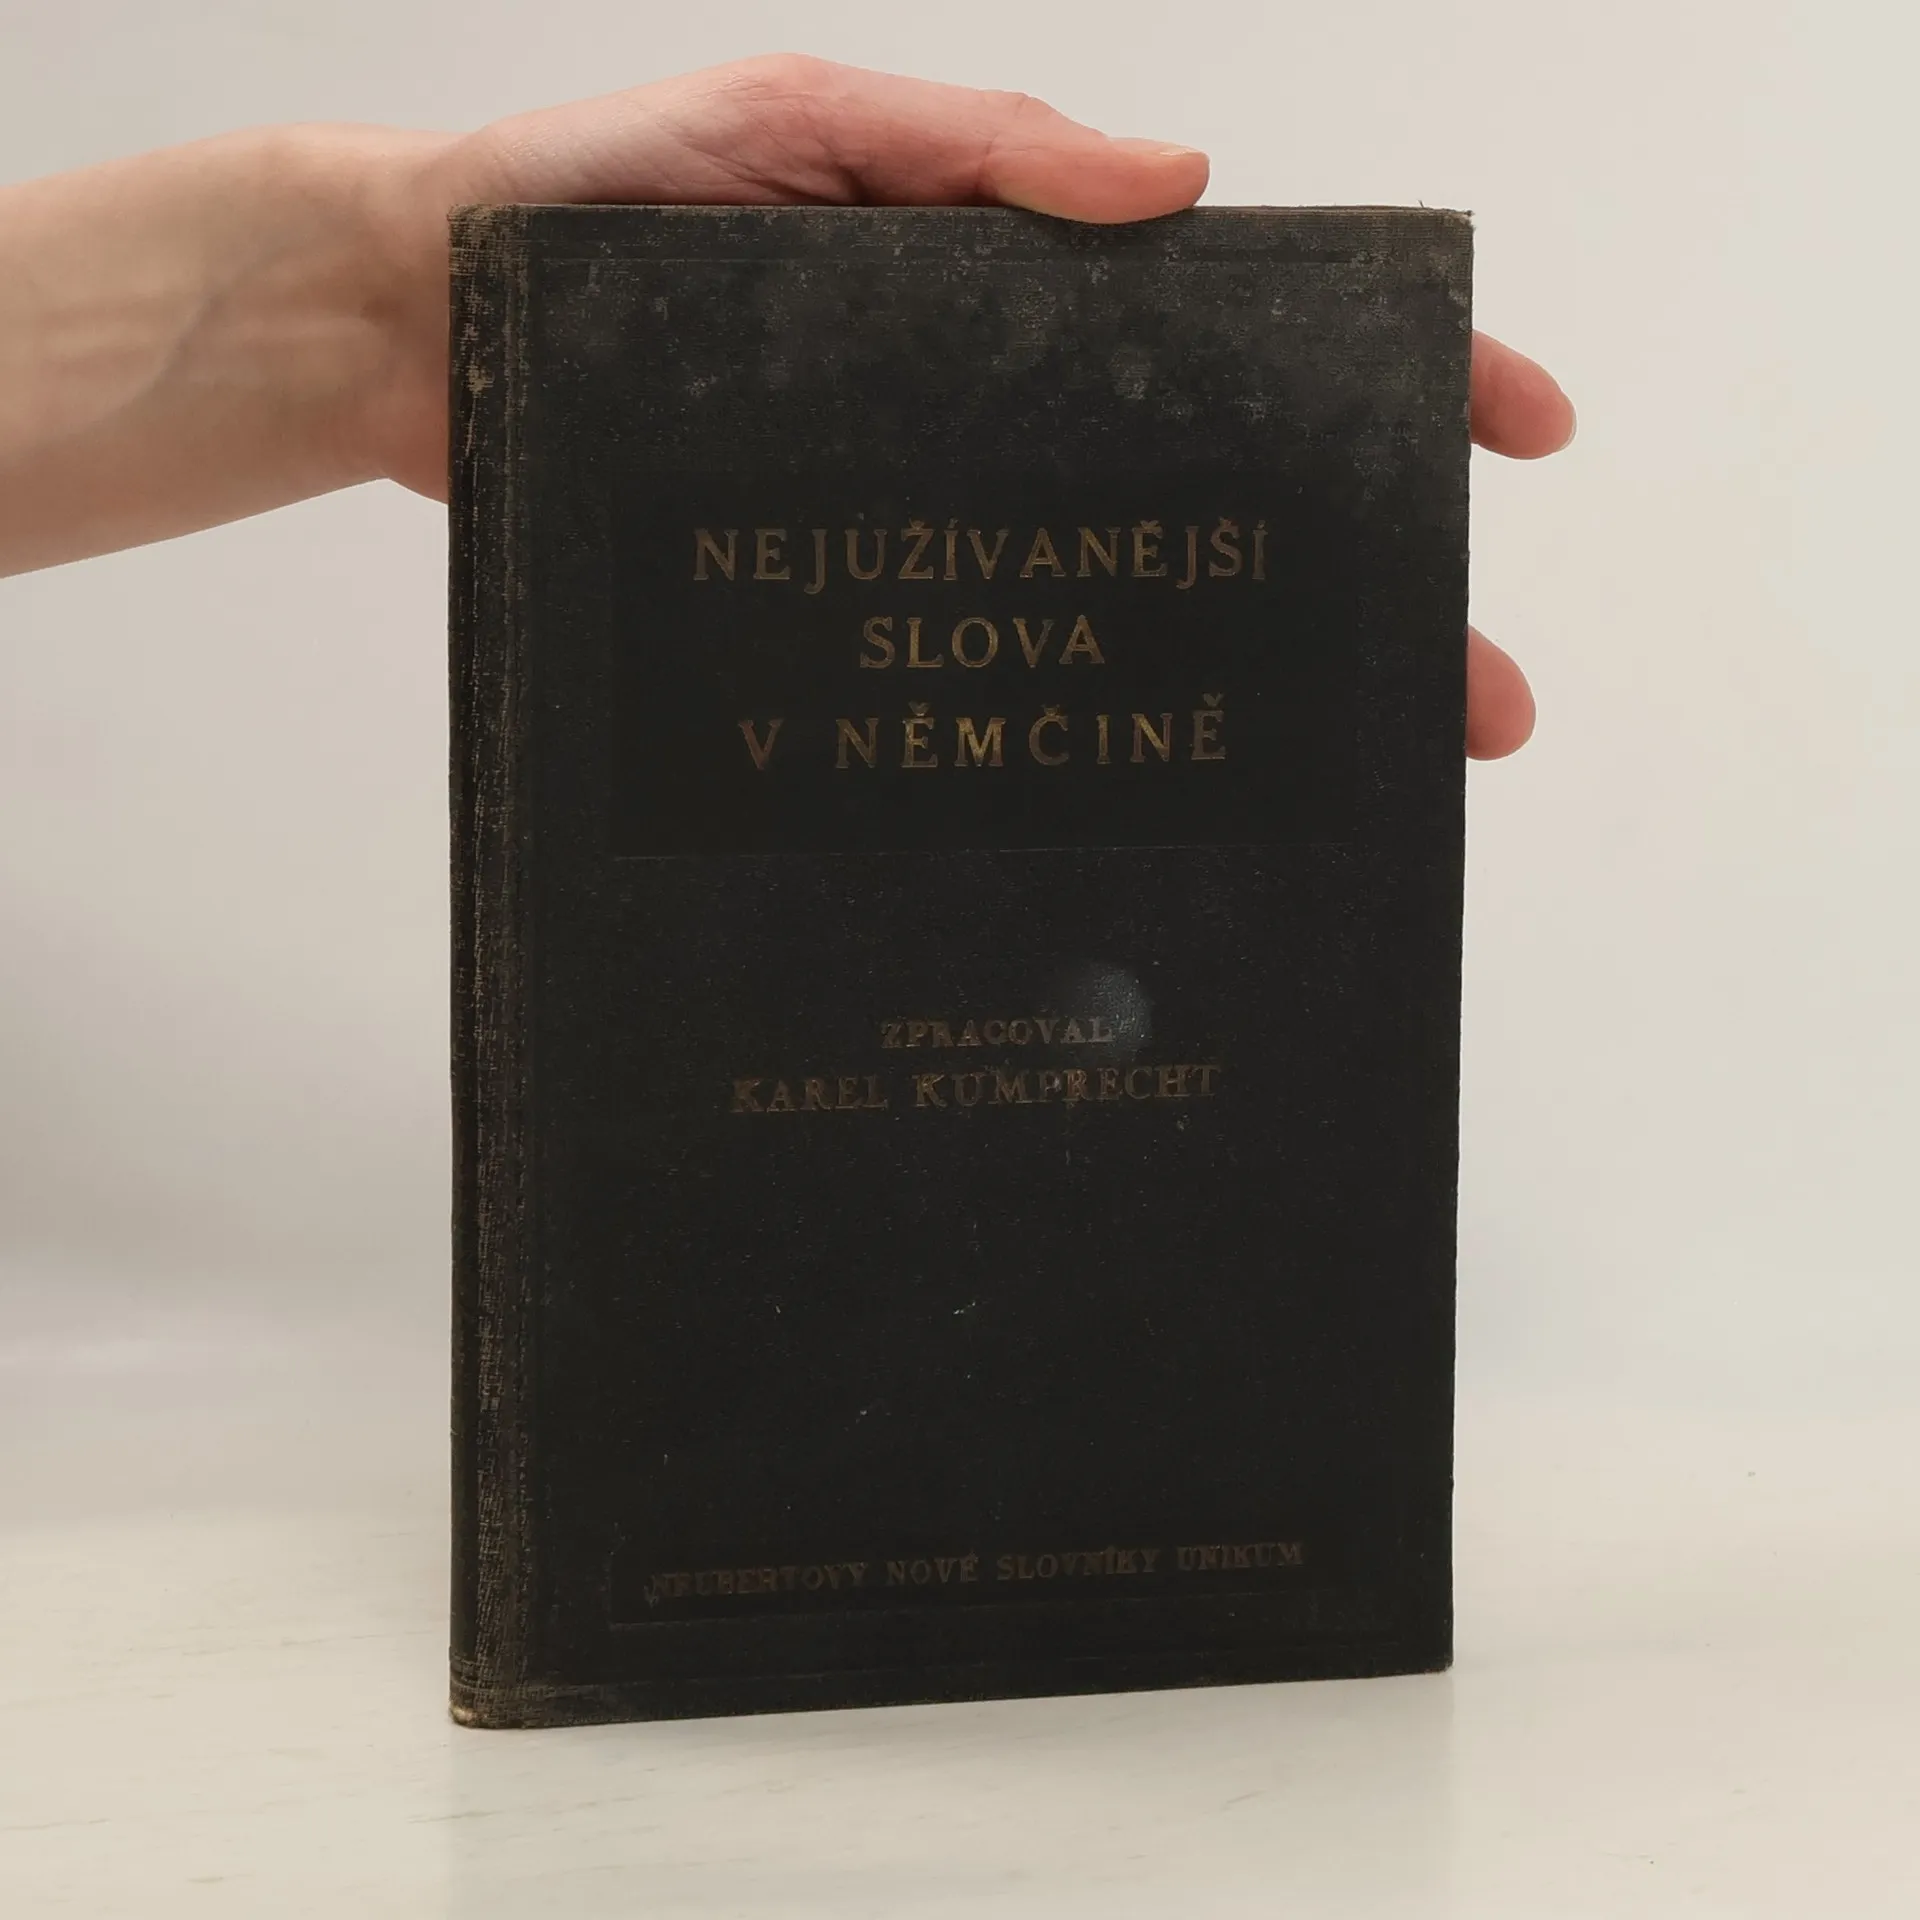 NEJUŽÍVANĚJŠÍ
SLOVA
V NĚMČINĚ
ZPRACOVAL
KAREL KUMPRECHT
NEUBERTOVY NOVÉ SLOVNÍKY UNIKUM